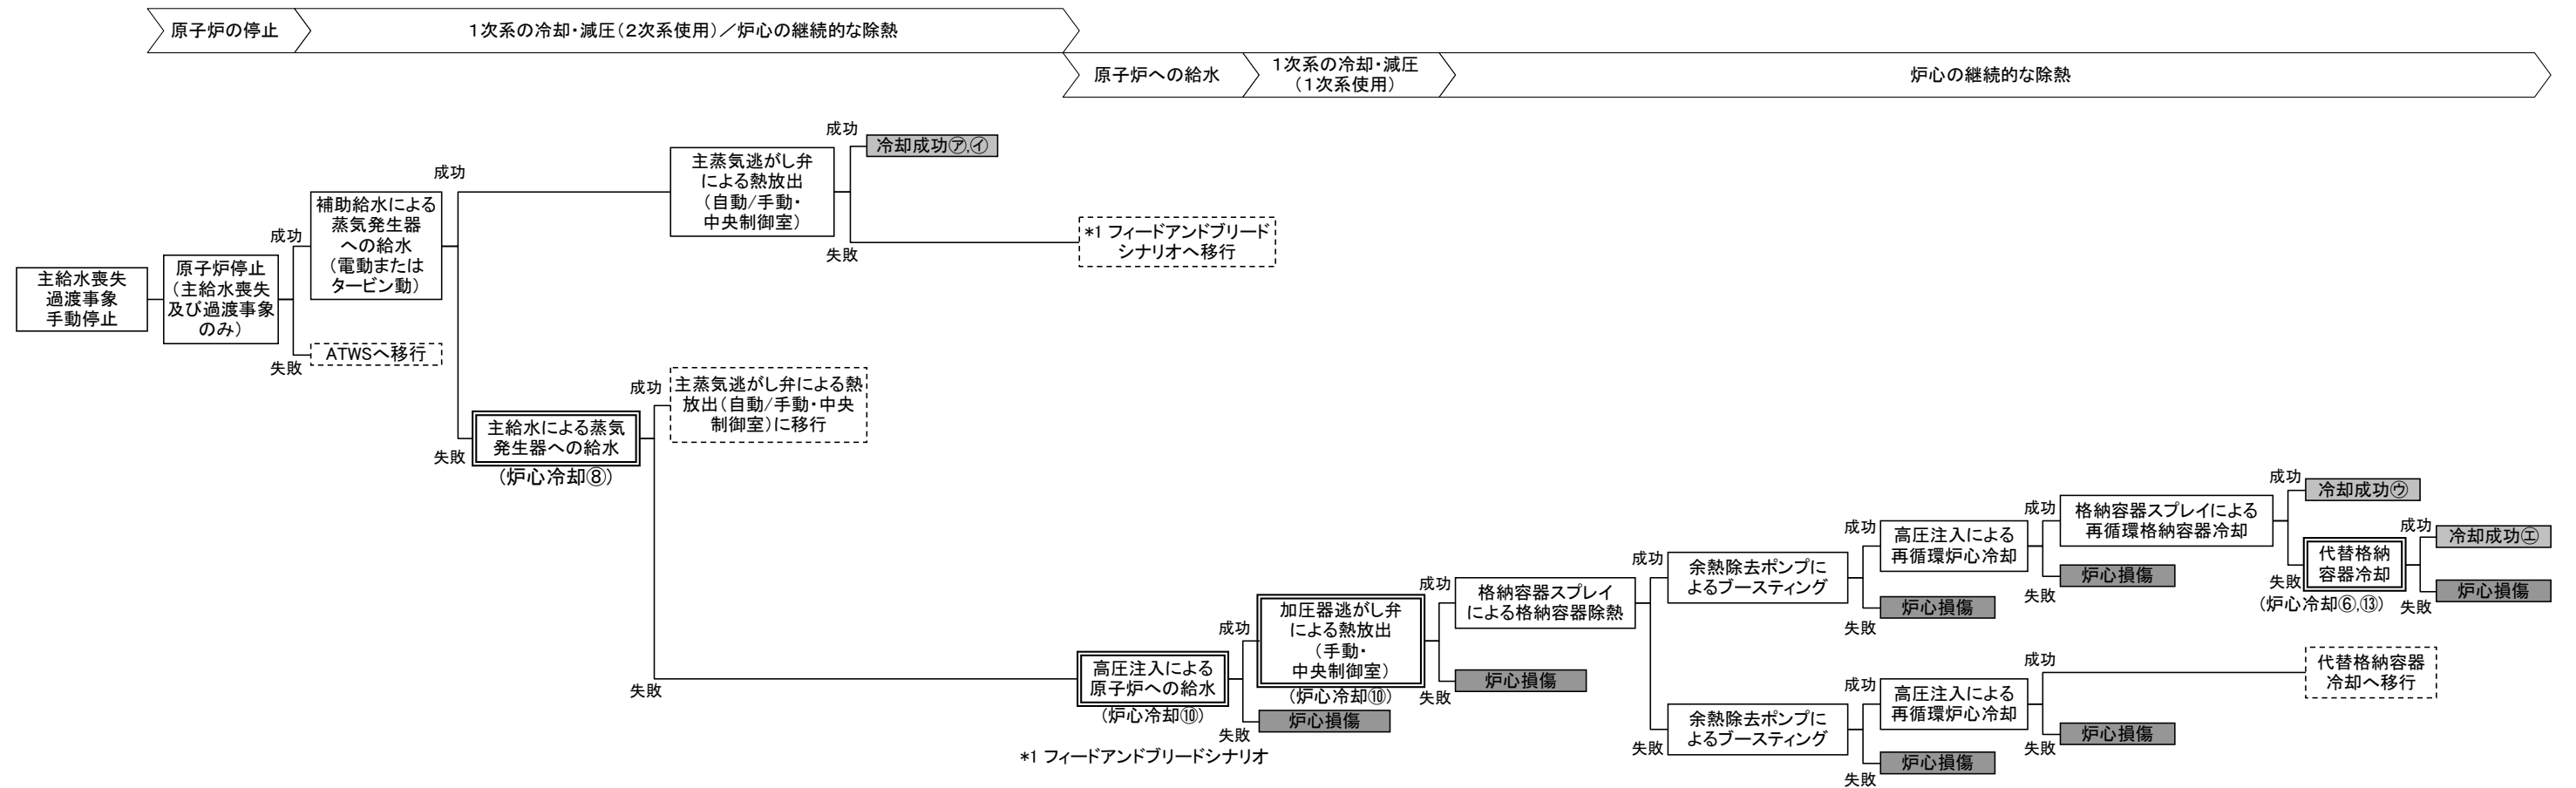 原子炉の停止
1次系の冷却・減圧(2次系使用)/炉心の継続的な除熱
原子炉への給水
1次系の冷却・減圧
(1次系使用)
炉心の継続的な除熱
主給水喪失
過渡事象
手動停止
原子炉停止
(主給水喪失
及び過渡事象
のみ)
成功
失敗
補助給水による
蒸気発生器
への給水
(電動または
タービン動)
ATWSへ移行
成功
失敗
主蒸気逃がし弁
による熱放出
(自動/手動・
中央制御室)
成功
失敗
冷却成功㋐,㋑
*1 フィードアンドブリード
シナリオへ移行
主給水による蒸気
発生器への給水
(炉心冷却⑧)
成功
失敗
主蒸気逃がし弁による熱
放出(自動/手動・中央
制御室)に移行
高圧注入による
原子炉への給水
(炉心冷却⑩)
*1 フィードアンドブリードシナリオ
成功
失敗
加圧器逃がし弁
による熱放出
(手動・
中央制御室)
(炉心冷却⑩)
炉心損傷
成功
失敗
格納容器スプレイ
による格納容器除熱
炉心損傷
成功
失敗
余熱除去ポンプに
よるブースティング
成功
失敗
高圧注入による
再循環炉心冷却
炉心損傷
成功
失敗
格納容器スプレイによる
再循環格納容器冷却
炉心損傷
成功
失敗
冷却成功㋒
代替格納
容器冷却
(炉心冷却⑥,⑬)
成功
失敗
冷却成功㋓
炉心損傷
余熱除去ポンプに
よるブースティング
成功
失敗
高圧注入による
再循環炉心冷却
炉心損傷
成功
失敗
代替格納容器
冷却へ移行
炉心損傷